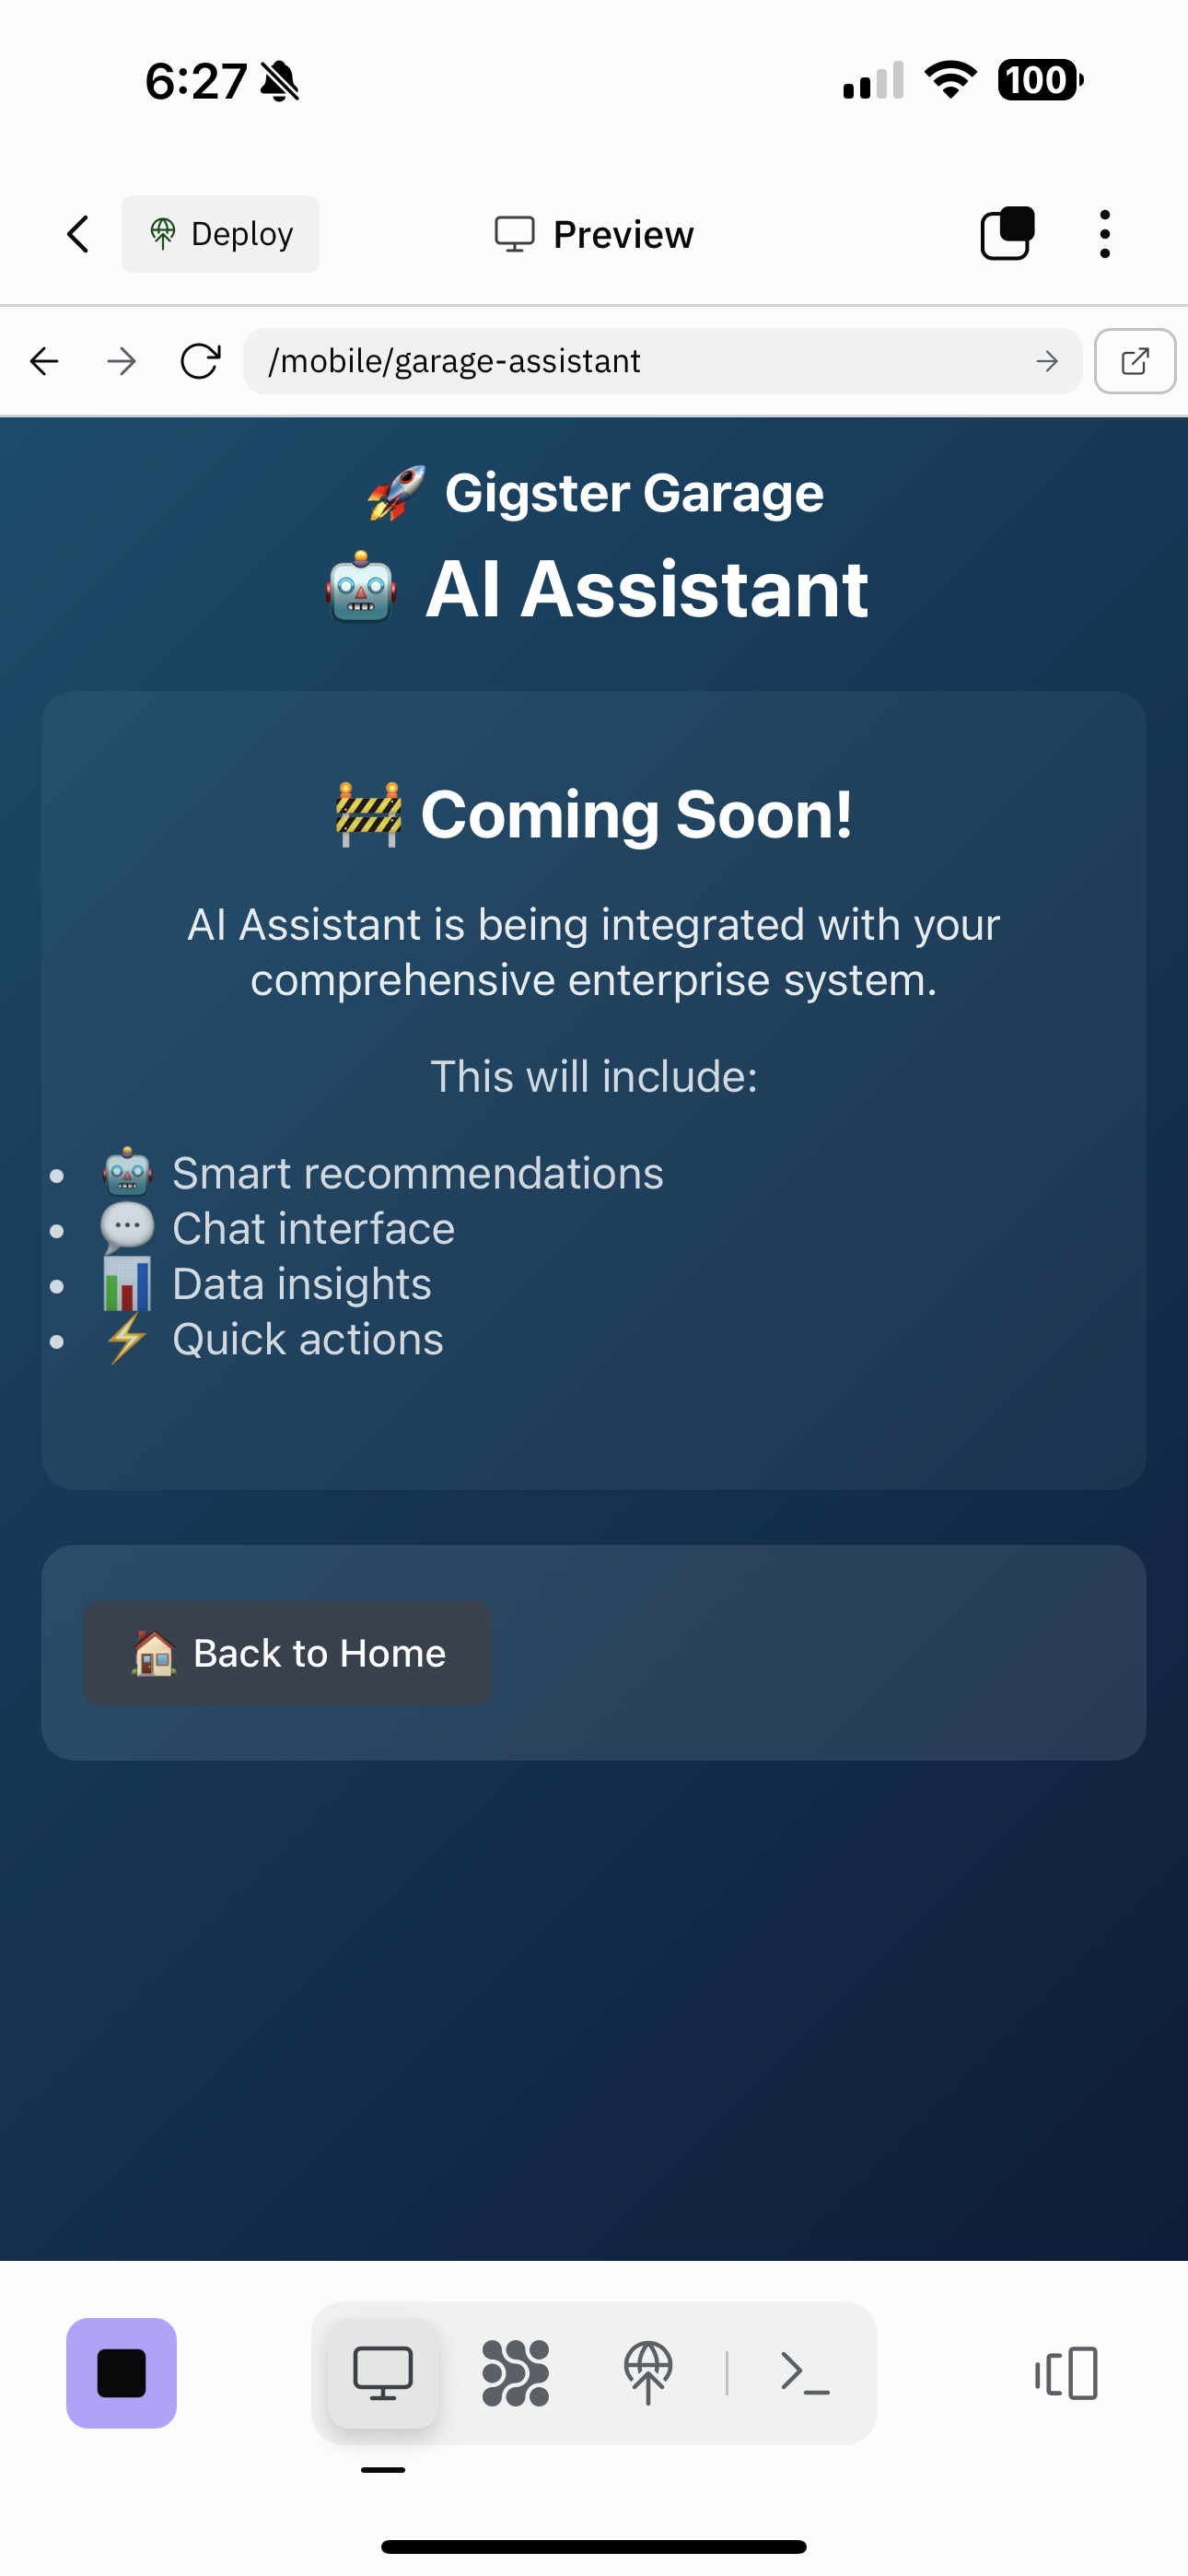 6:27
100
Deploy
Preview
/mobile/garage-assistant
🚀 Gigster Garage
🤖 AI Assistant
🚧 Coming Soon!
AI Assistant is being integrated with your
comprehensive enterprise system.
This will include:
• 🤖 Smart recommendations
• 💬 Chat interface
• 📊 Data insights
• ⚡ Quick actions
🏠 Back to Home